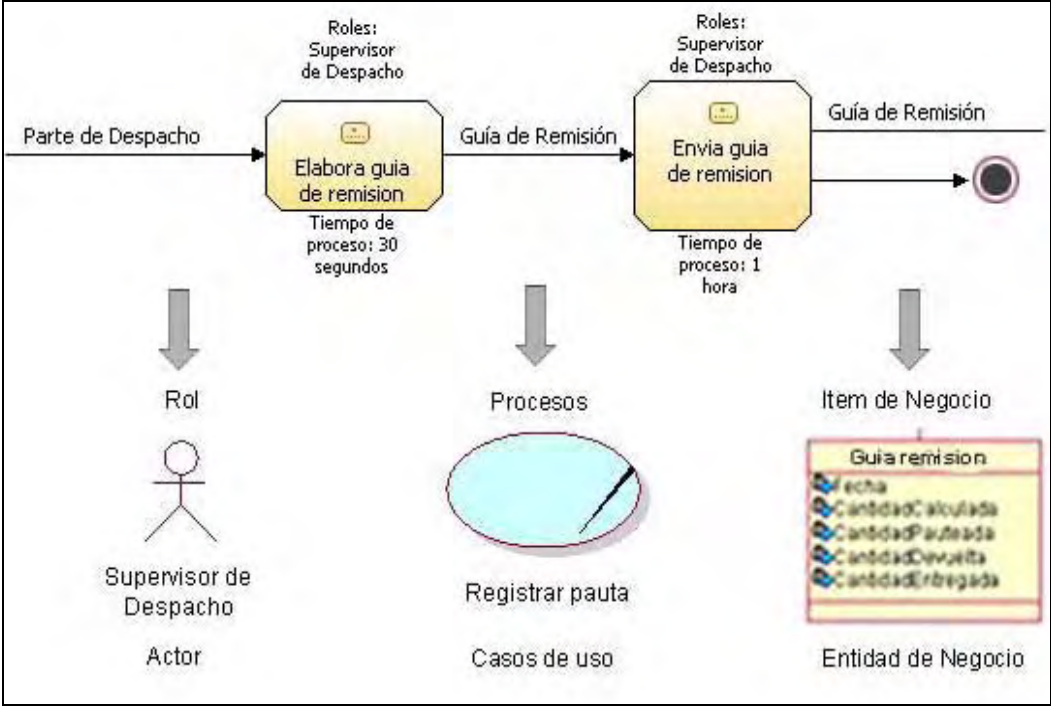 Roles:
Supervisor
de Despacho
Roles:
Supervisor
de Despacho
Parte de Despacho
Elabora guia
de remision
Guía de Remisión
Envia guia
de remision
Guía de Remisión
Tiempo de
proceso: 30
segundos
Tiempo de
proceso: 1
hora
Rol
Procesos
Item de Negocio
Guia remision
Fecha
CantidadCalculada
CantidadPauteada
CantidadDevuelta
CantidadEntregada
Supervisor de
Despacho
Registrar pauta
Actor
Casos de uso
Entidad de Negocio